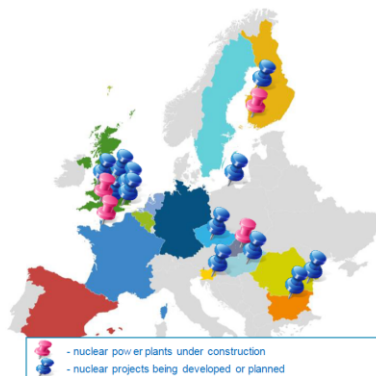 - nuclear power plants under construction
- nuclear projects being developed or planned